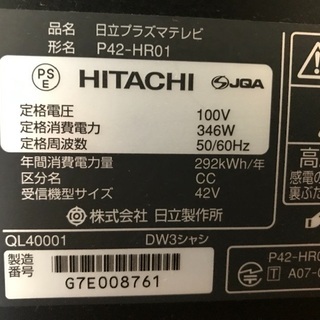 品名 日立プラズマテレビ
形名 P42-HR01
PS E HITACHI JQA
定格電圧 100V
定格消費電力 346W
定格周波数 50/60Hz
年間消費電力量 292kWh/年
区分名 CC
受信機型サイズ 42V
株式会社 日立製作所
QL40001 DW3シャシ
製造番号 G7E008761
高
感電の
裏ぶた
P42-HR0
T A07-0